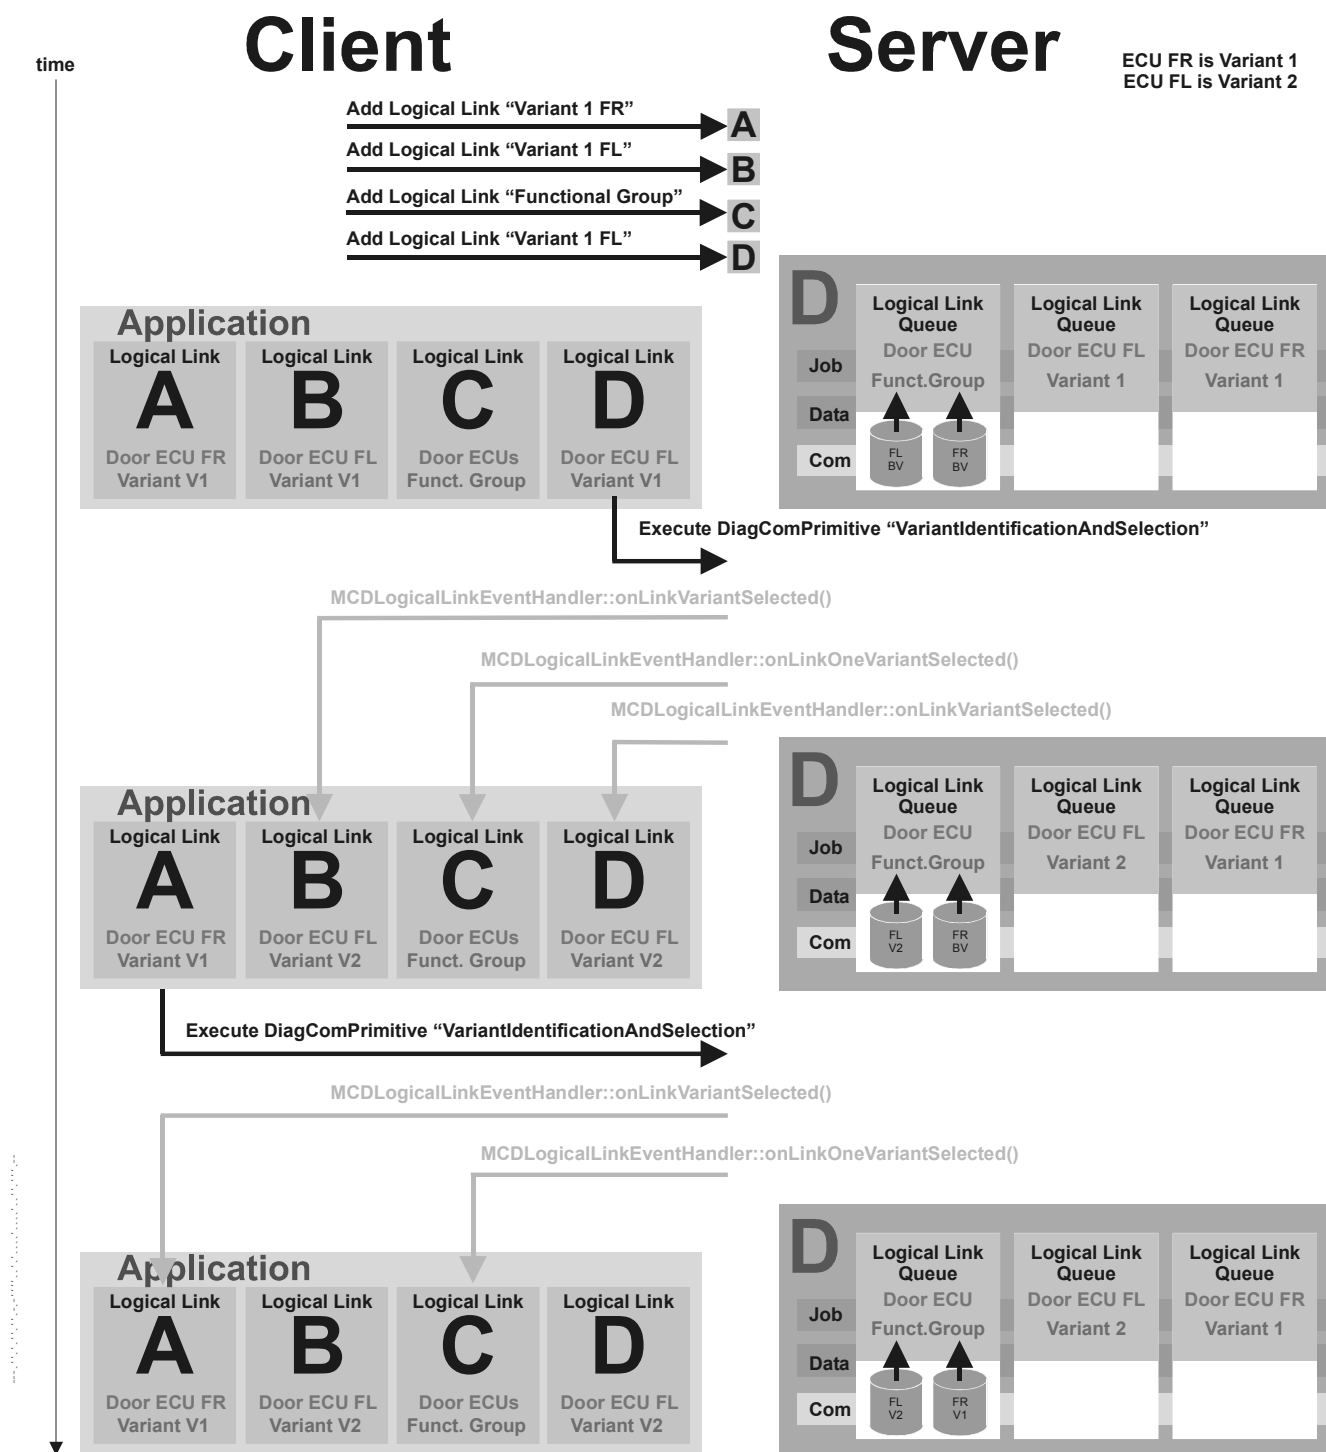 Client
Server
time
ECU FR is Variant 1
ECU FL is Variant 2
Add Logical Link “Variant 1 FR”
A
Add Logical Link “Variant 1 FL”
B
Add Logical Link “Functional Group”
C
Add Logical Link “Variant 1 FL”
D
Application
Logical Link
A
Door ECU FR
Variant V1
Logical Link
B
Door ECU FL
Variant V1
Logical Link
C
Door ECUs
Funct. Group
Logical Link
D
Door ECU FL
Variant V1
D
Job
Data
Com
Logical Link
Queue
Door ECU
Funct.Group
FL
BV
FR
BV
Logical Link
Queue
Door ECU FL
Variant 1
Logical Link
Queue
Door ECU FR
Variant 1
Execute DiagComPrimitive “VariantIdentificationAndSelection”
MCDLogicalLinkEventHandler::onLinkVariantSelected()
MCDLogicalLinkEventHandler::onLinkOneVariantSelected()
MCDLogicalLinkEventHandler::onLinkVariantSelected()
Application
Logical Link
A
Door ECU FR
Variant V1
Logical Link
B
Door ECU FL
Variant V2
Logical Link
C
Door ECUs
Funct. Group
Logical Link
D
Door ECU FL
Variant V2
D
Job
Data
Com
Logical Link
Queue
Door ECU
Funct.Group
FL
V2
FR
BV
Logical Link
Queue
Door ECU FL
Variant 2
Logical Link
Queue
Door ECU FR
Variant 1
Execute DiagComPrimitive “VariantIdentificationAndSelection”
MCDLogicalLinkEventHandler::onLinkVariantSelected()
MCDLogicalLinkEventHandler::onLinkOneVariantSelected()
Application
Logical Link
A
Door ECU FR
Variant V1
Logical Link
B
Door ECU FL
Variant V2
Logical Link
C
Door ECUs
Funct. Group
Logical Link
D
Door ECU FL
Variant V2
D
Job
Data
Com
Logical Link
Queue
Door ECU
Funct.Group
FL
V2
FR
V1
Logical Link
Queue
Door ECU FL
Variant 2
Logical Link
Queue
Door ECU FR
Variant 1